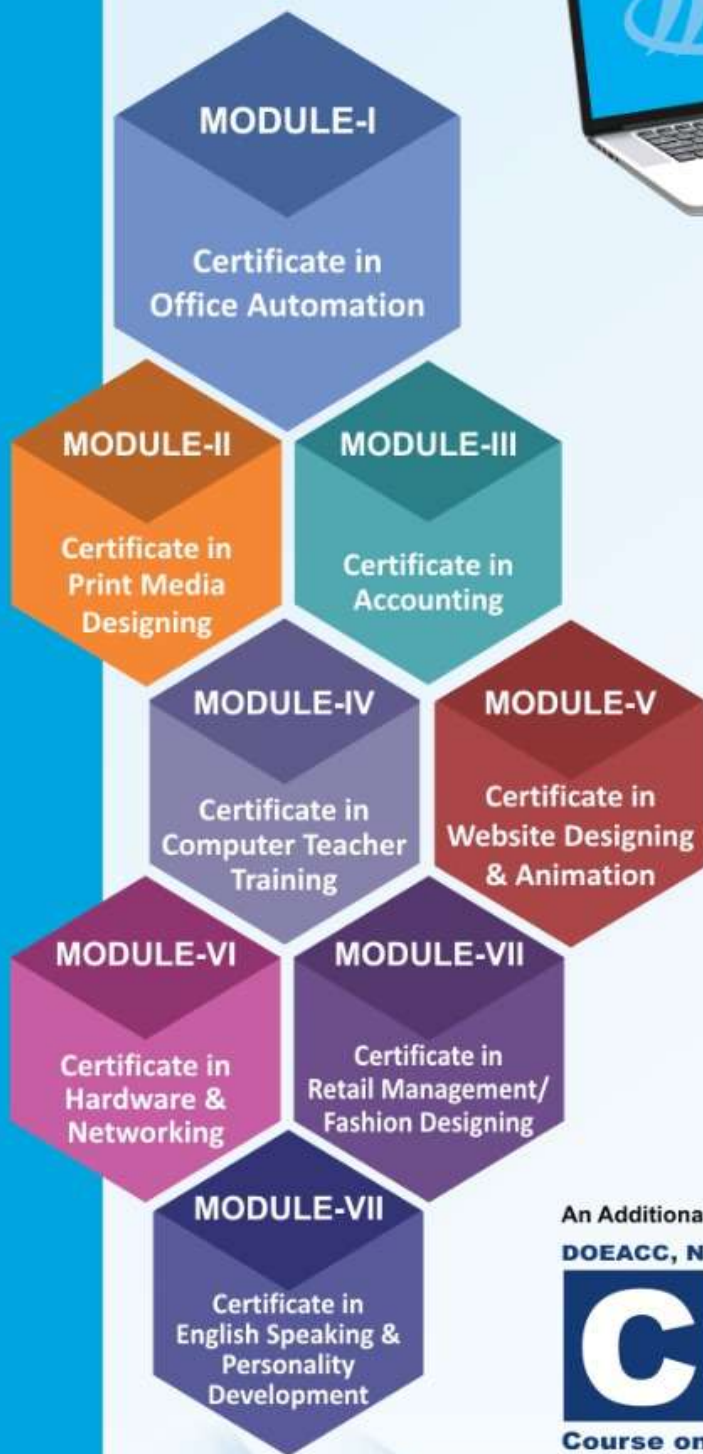 MODULE-I
Certificate in
Office Automation
MODULE-II
Certificate in
Print Media
Designing
MODULE-III
Certificate in
Accounting
MODULE-IV
Certificate in
Computer Teacher
Training
MODULE-V
Certificate in
Website Designing
& Animation
MODULE-VI
Certificate in
Hardware &
Networking
MODULE-VII
Certificate in
Retail Management/
Fashion Designing
MODULE-VII
Certificate in
English Speaking &
Personality
Development
An Additiona
DOEACC, N
C
Course on